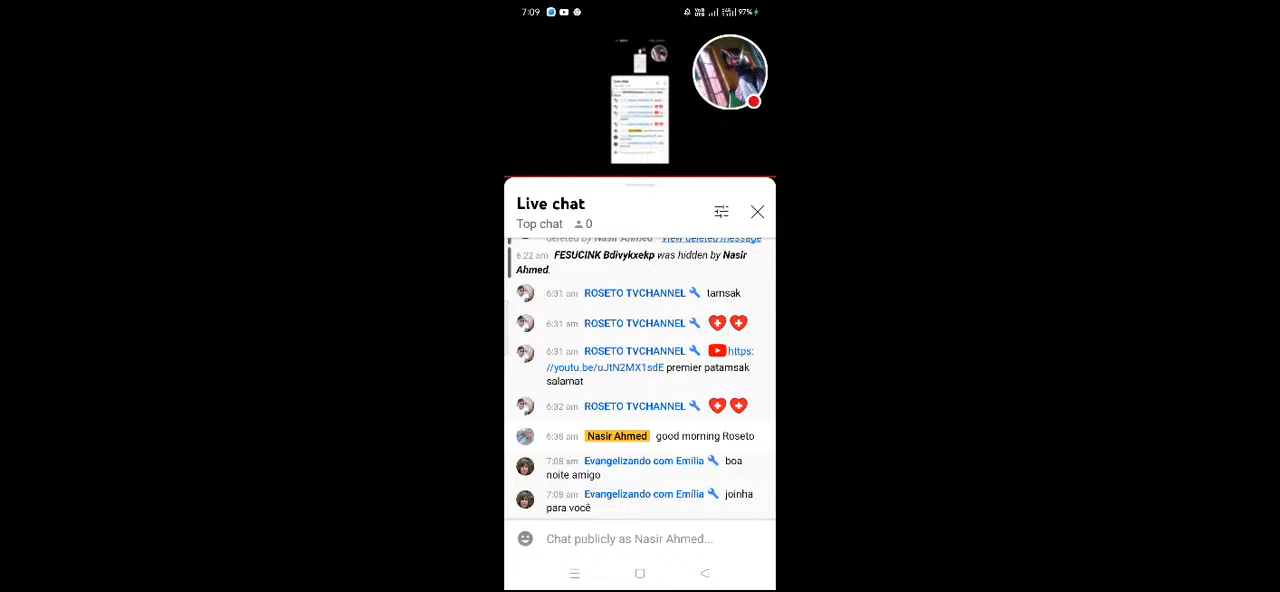 7:09
97%
Live chat
Top chat 0
deleted by Nasir Ahmed. View deleted message
6:22 am FESUCINK Bdivykxekp was hidden by Nasir
Ahmed.
6:31 am ROSETO TVCHANNEL tamsak
6:31 am ROSETO TVCHANNEL
6:31 am ROSETO TVCHANNEL https:
//youtu.be/uJtN2MX1sdE premier patamsak
salamat
6:32 am ROSETO TVCHANNEL
6:38 am Nasir Ahmed good morning Roseto
7:08 am Evangelizando com Emília boa
noite amigo
7:08 am Evangelizando com Emília joinha
para você
Chat publicly as Nasir Ahmed...